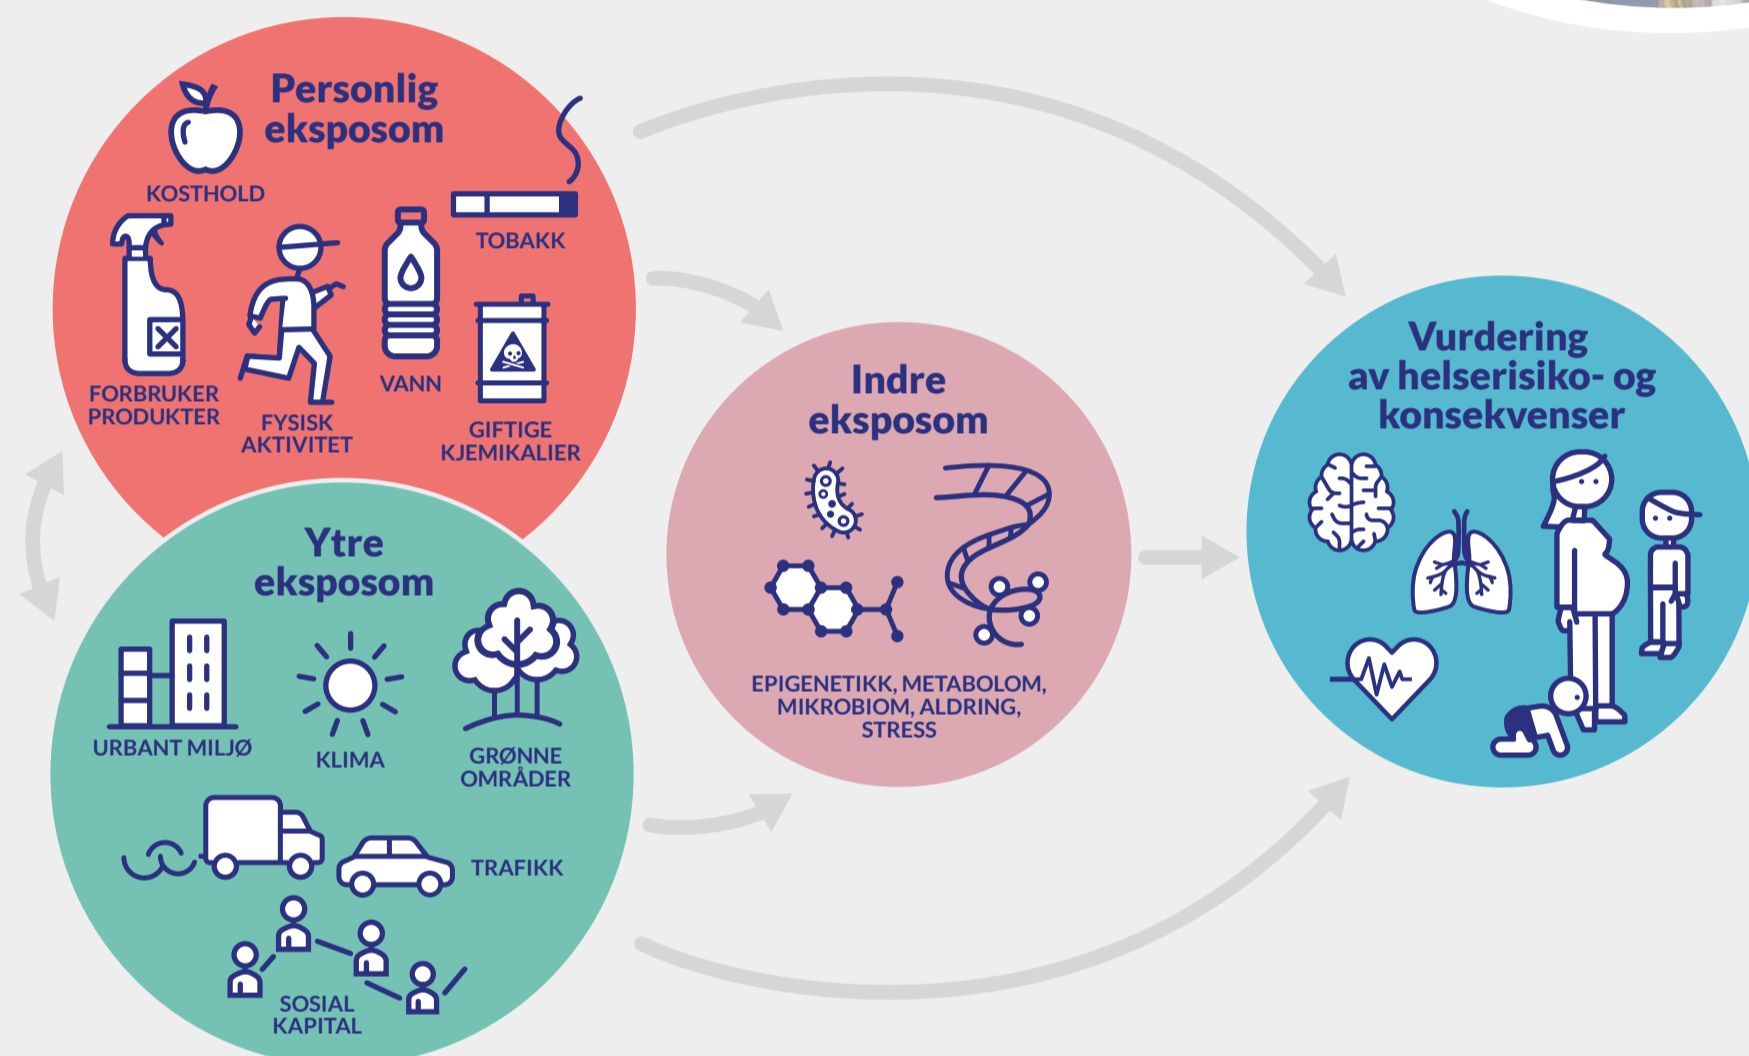 Personlig
eksposom
KOSTHOLD
TOBAKK
FORBRUKER
PRODUKTER
FYSISK
AKTIVITET
VANN
GIFTIGE
KJEMIKALIER
Ytre
eksposom
URBANT MILJØ
KLIMA
GRØNNE
OMRÅDER
TRAFIKK
SOSIAL
KAPITAL
Indre
eksposom
EPIGENETIKK, METABOLOM,
MIKROBIOM, ALDRING,
STRESS
Vurdering
av helserisiko- og
konsekvenser